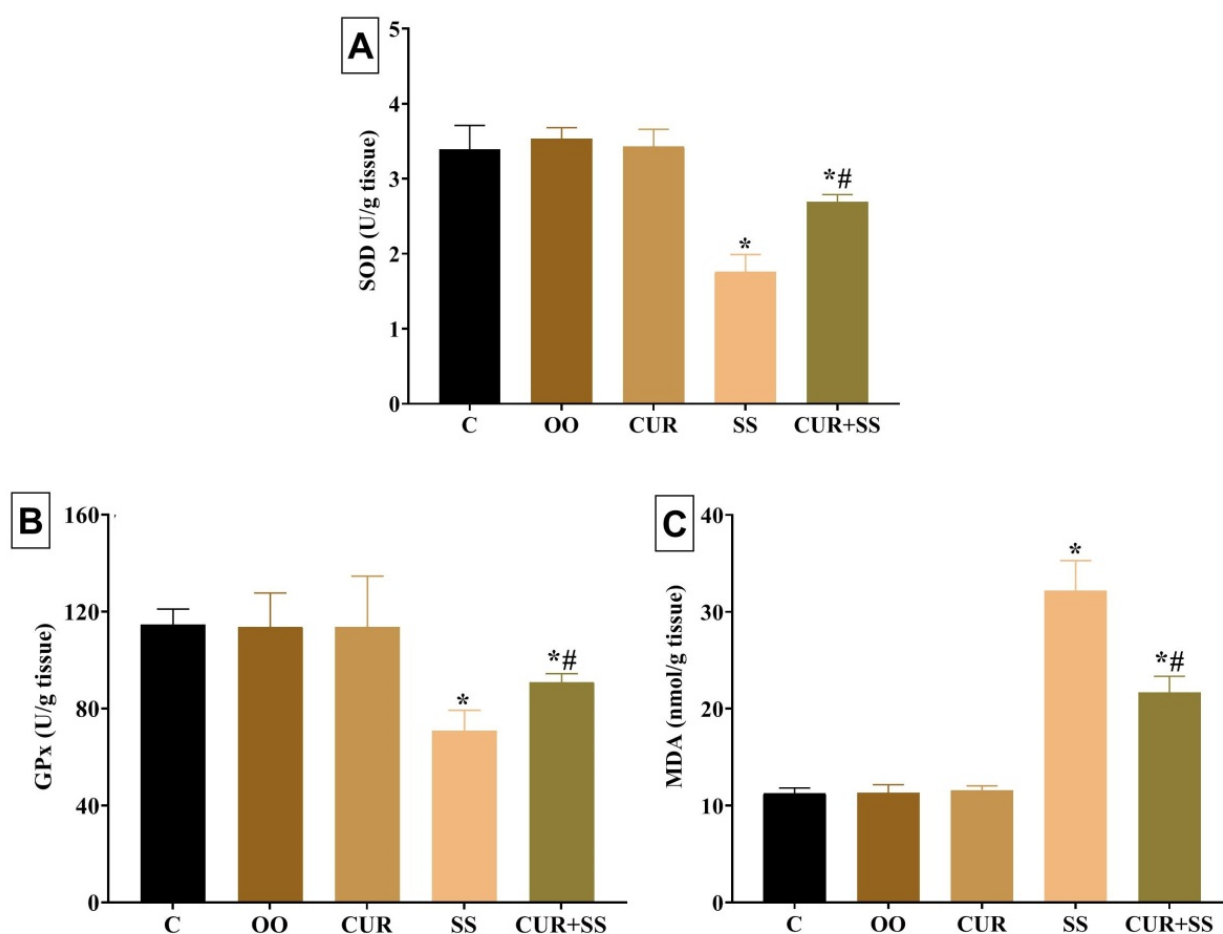 A
SOD (U/g tissue)
5
4
3
2
1
0
*
*#
C OO CUR SS CUR+SS
B
GPx (U/g tissue)
160
120
80
40
0
*
*#
C OO CUR SS CUR+SS
C
MDA (nmol/g tissue)
40
30
20
10
0
*
*#
C OO CUR SS CUR+SS